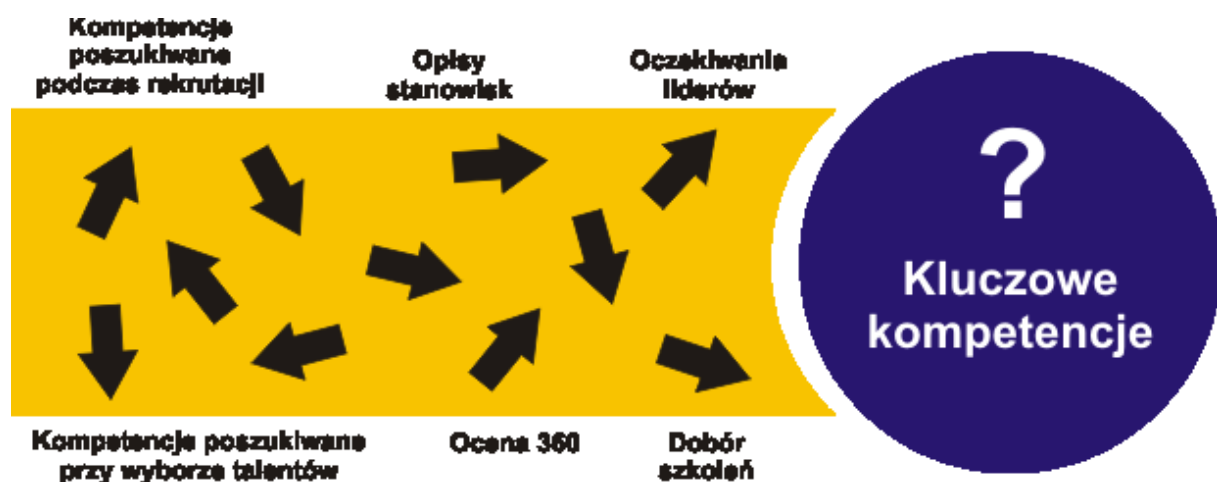 Kompetencje
poszukiwane
podczas rekrutacji
Opisy
stanowisk
Oczekiwania
liderów
?
Kluczowe
kompetencje
Kompetencje poszukiwane
przy wyborze talentów
Ocena 360
Dobór
szkoleń